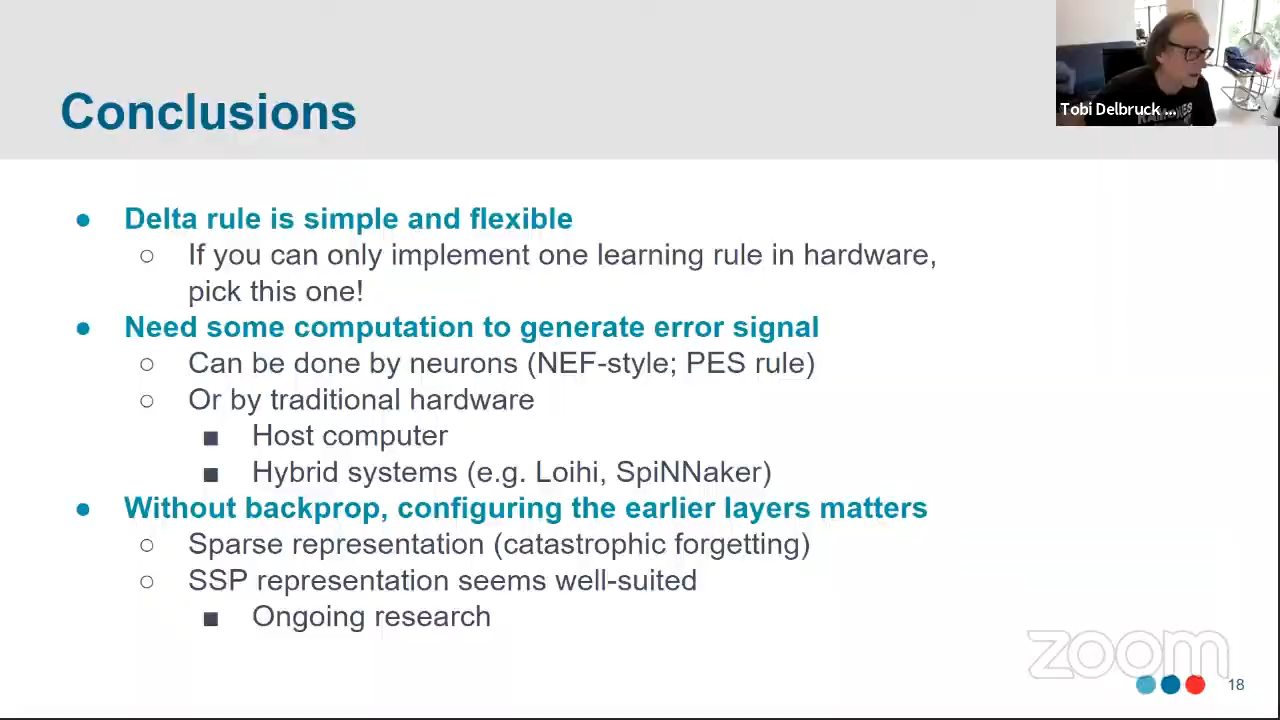 Conclusions
Tobi Delbruck ...
● Delta rule is simple and flexible
○ If you can only implement one learning rule in hardware,
pick this one!
● Need some computation to generate error signal
○ Can be done by neurons (NEF-style; PES rule)
○ Or by traditional hardware
■ Host computer
■ Hybrid systems (e.g. Loihi, SpiNNaker)
● Without backprop, configuring the earlier layers matters
○ Sparse representation (catastrophic forgetting)
○ SSP representation seems well-suited
■ Ongoing research
zoom
18